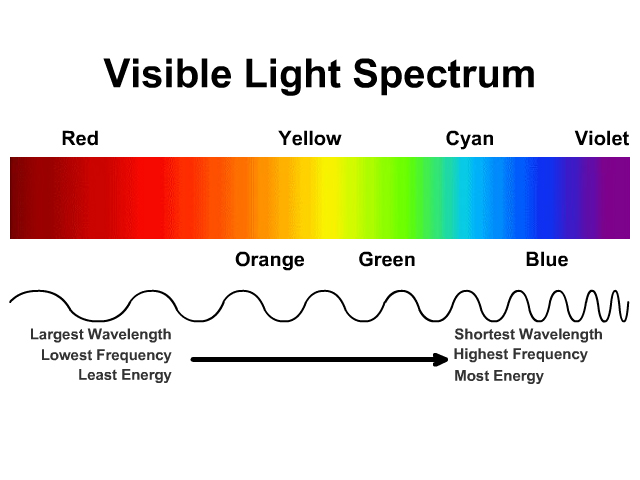 Visible Light Spectrum
Red Yellow Cyan Violet
Orange Green Blue
Largest Wavelength
Lowest Frequency
Least Energy
Shortest Wavelength
Highest Frequency
Most Energy